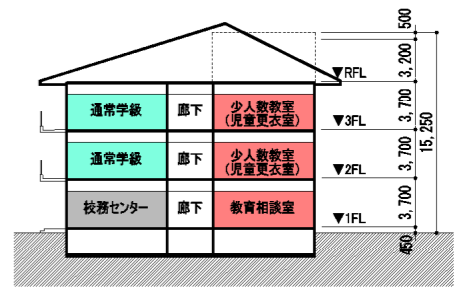 500
▼RFL
3,200
通常学級
廊下
少人数教室
(児童更衣室)
▼3FL
3,700
15,250
通常学級
廊下
少人数教室
(児童更衣室)
▼2FL
3,700
校務センター
廊下
教育相談室
▼1FL
3,700
450